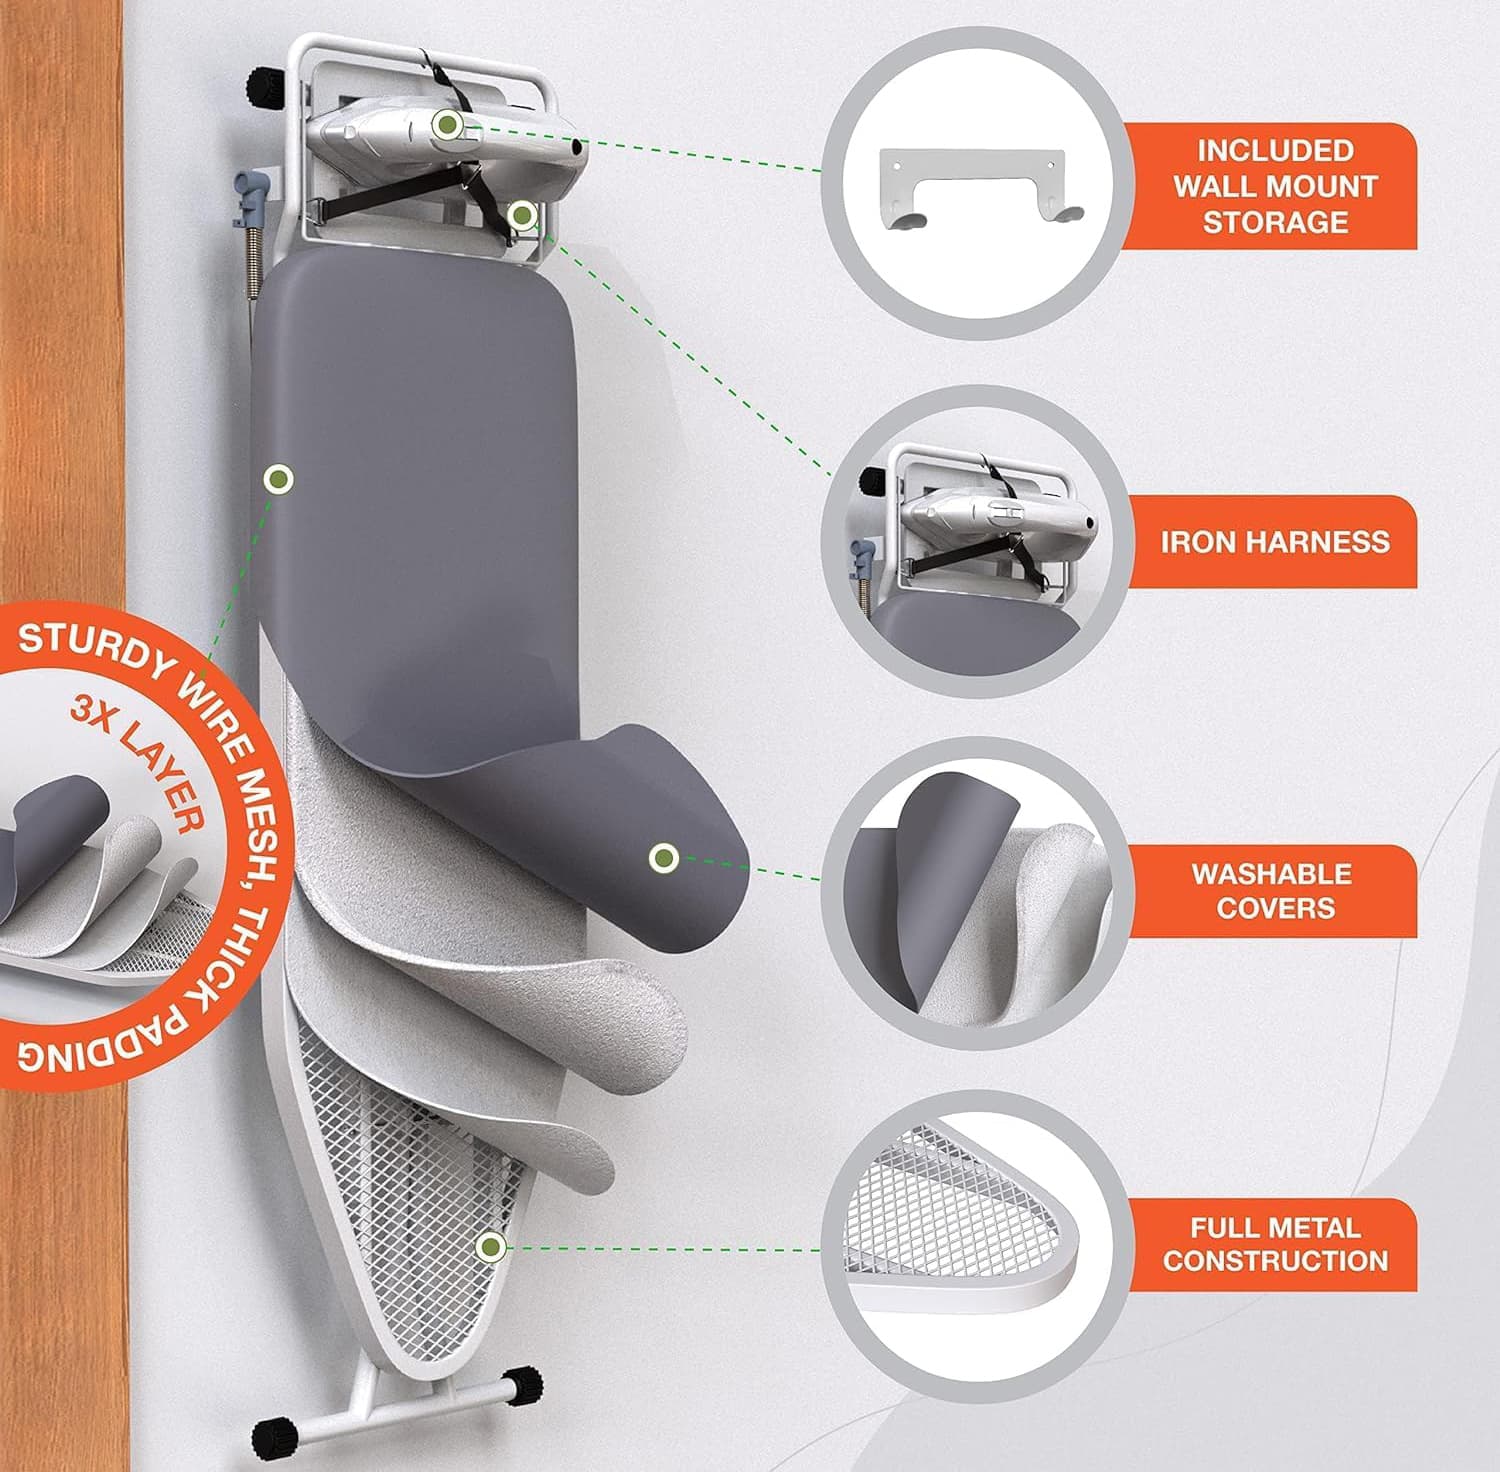 INCLUDED
WALL MOUNT
STORAGE
IRON HARNESS
STURDY WIRE MESH, THICK PADDING
3X LAYER
WASHABLE
COVERS
FULL METAL
CONSTRUCTION